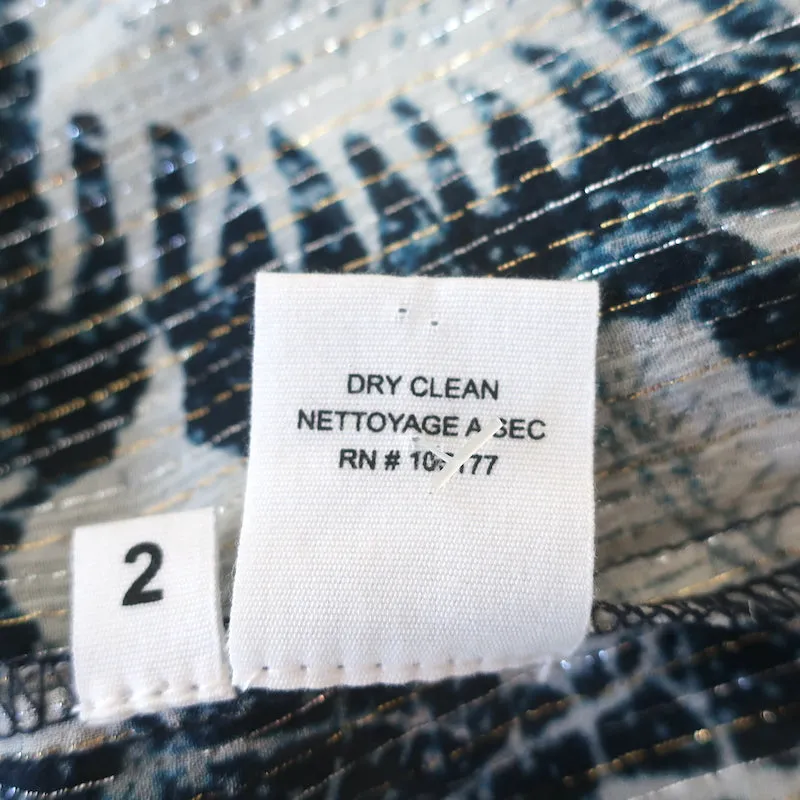 DRY CLEAN
NETTOYAGE A SEC
RN #
2